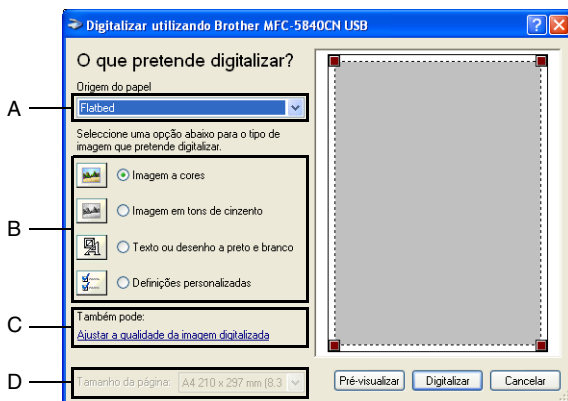 Digitalizar utilizando Brother MFC-5840CN USB
O que pretende digitalizar?
Origem do papel
A
Flatbed
Seleccione uma opção abaixo para o tipo de
imagem que pretende digitalizar.
Imagem a cores
Imagem em tons de cinzento
B
Texto ou desenho a preto e branco
Definições personalizadas
Também pode:
C
Ajustar a qualidade da imagem digitalizada
D
Tamanho da página: A4 210 x 297 mm (8.3
Pré-visualizar Digitalizar Cancelar